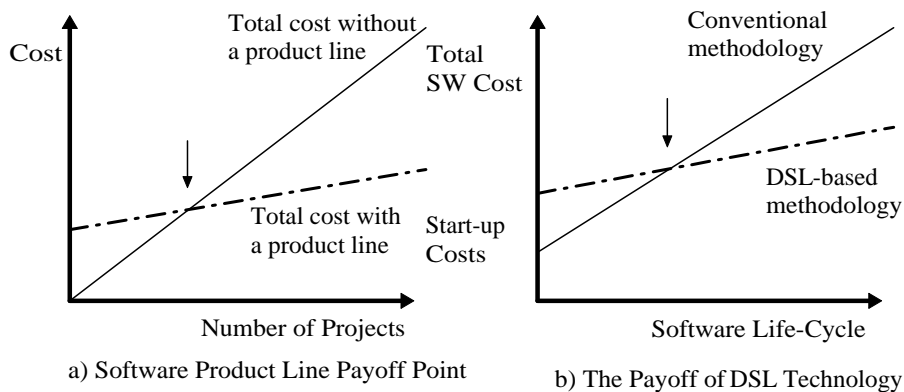 Total cost without
a product line
Cost
Total cost with
a product line
Number of Projects
a) Software Product Line Payoff Point
Conventional
methodology
Total
SW Cost
DSL-based
methodology
Start-up
Costs
Software Life-Cycle
b) The Payoff of DSL Technology